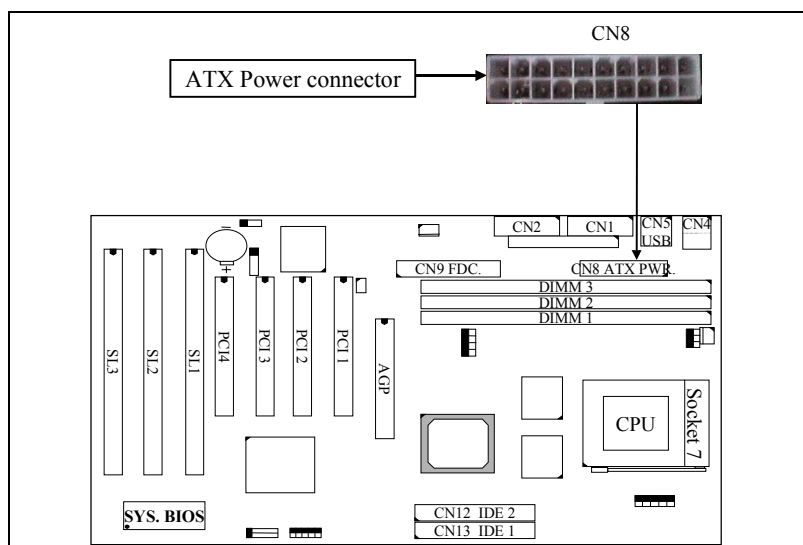 CN8
ATX Power connector
CN2
CN1
CN5
USB
CN4
CN9 FDC.
CN8 ATX PWR.
DIMM 3
DIMM 2
DIMM 1
SL3
SL2
SL1
PCI4
PCI 3
PCI 2
PCI 1
AGP
CPU
Socket 7
SYS. BIOS
CN12 IDE 2
CN13 IDE 1